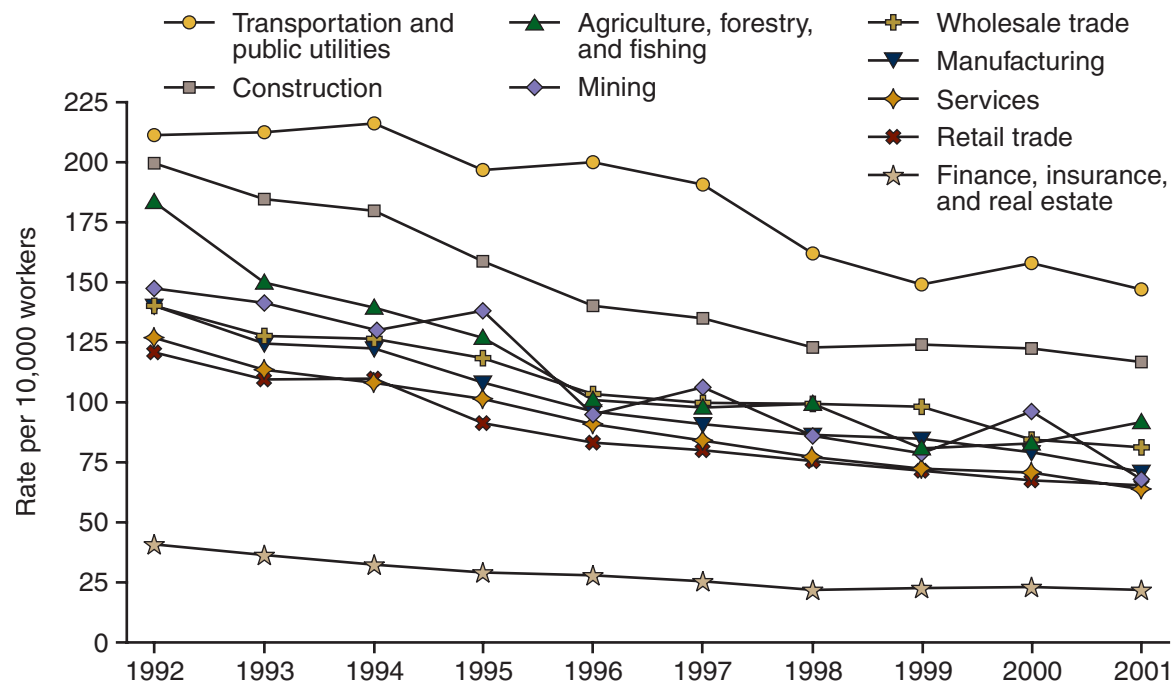 Transportation and
public utilities
Construction
Agriculture, forestry,
and fishing
Mining
Wholesale trade
Manufacturing
Services
Retail trade
Finance, insurance,
and real estate
Rate per 10,000 workers
225
200
175
150
125
100
75
50
25
0
1992 1993 1994 1995 1996 1997 1998 1999 2000 2001